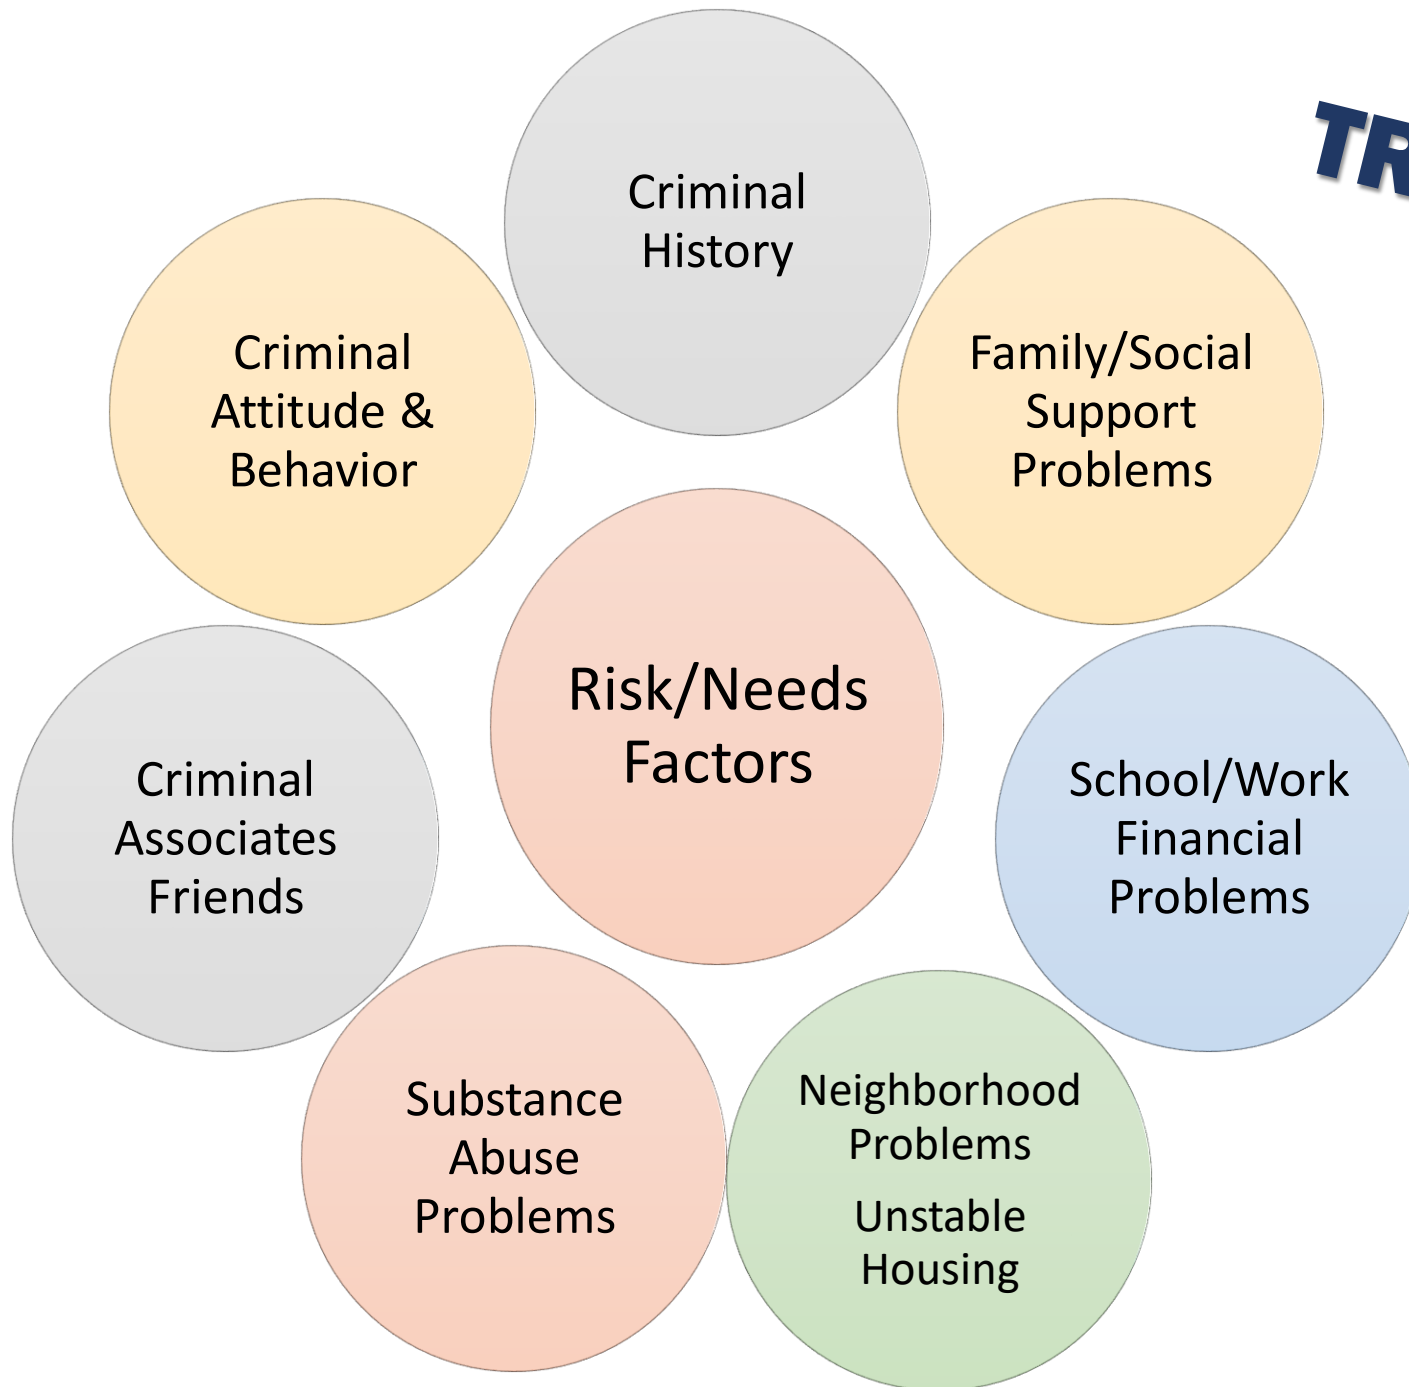 Criminal
History
TR
Family/Social
Support
Problems
School/Work
Financial
Problems
Neighborhood
Problems
Unstable
Housing
Substance
Abuse
Problems
Criminal
Associates
Friends
Criminal
Attitude &
Behavior
Risk/Needs
Factors